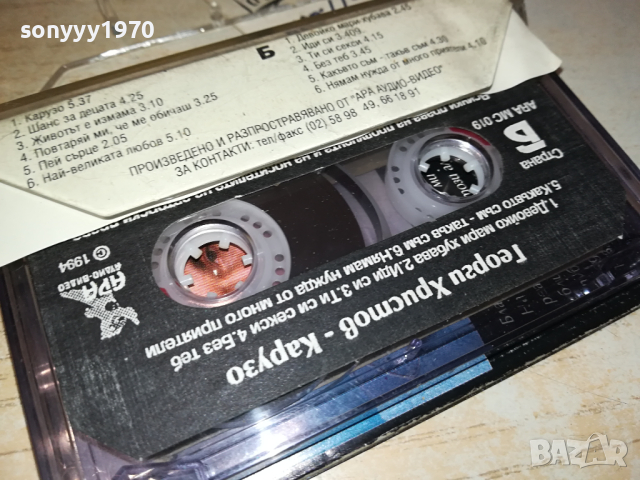 sonyyy1970
1. Карузо 5.37
2. Шанс за децата 4.25
3. Животът е измама 3.10
4. Повтаряй ми, че ме обичаш 3.25
5. Пей сърце 2.05
6. Най-великата любов 5.10
Б
1. Девойко мари хубава 2.45
2. Иди си 3.409
3. Ти си секси 4.15
4. Без теб 3.45
5. Какъвто съм - такъв съм 4.30
6. Нямам нужда от много приятели 4.10
ПРОИЗВЕДЕНО И РАЗПРОСТРАВЯВАНО ОТ "АРА АУДИО-ВИДЕО"
ЗА КОНТАКТИ: тел/факс (02) 58 98 49, 66 18 91
Страна
Б
АРА МС 019
Георги Христов - Карузо
1.Девойко мари хубава 2.Иди си 3.Ти си секси 4.Без теб
5.Какъвто съм - такъв съм 6.Нямам нужда от много приятели
АРА
АУДИО-ВИДЕО
© 1994
BAZAR